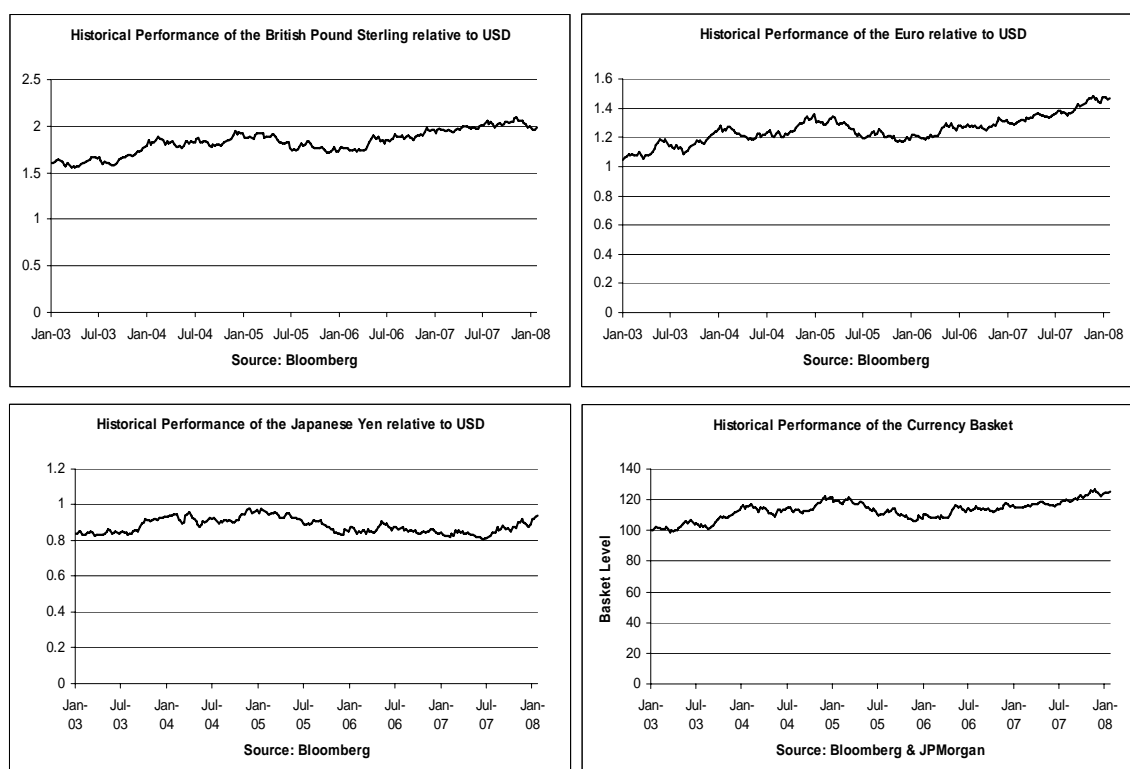 Historical Performance of the British Pound Sterling relative to USD
2.5
2
1.5
1
0.5
0
Jan-03 Jul-03 Jan-04 Jul-04 Jan-05 Jul-05 Jan-06 Jul-06 Jan-07 Jul-07 Jan-08
Source: Bloomberg
Historical Performance of the Euro relative to USD
1.6
1.4
1.2
1
0.8
0.6
0.4
0.2
0
Jan-03 Jul-03 Jan-04 Jul-04 Jan-05 Jul-05 Jan-06 Jul-06 Jan-07 Jul-07 Jan-08
Source: Bloomberg
Historical Performance of the Japanese Yen relative to USD
1.2
1
0.8
0.6
0.4
0.2
0
Jan- Jul- Jan- Jul- Jan- Jul- Jan- Jul- Jan- Jul- Jan-
03 03 04 04 05 05 06 06 07 07 08
Source: Bloomberg
Historical Performance of the Currency Basket
Basket Level
140
120
100
80
60
40
20
0
Jan- Jul- Jan- Jul- Jan- Jul- Jan- Jul- Jan- Jul- Jan-
03 03 04 04 05 05 06 06 07 07 08
Source: Bloomberg & JPMorgan